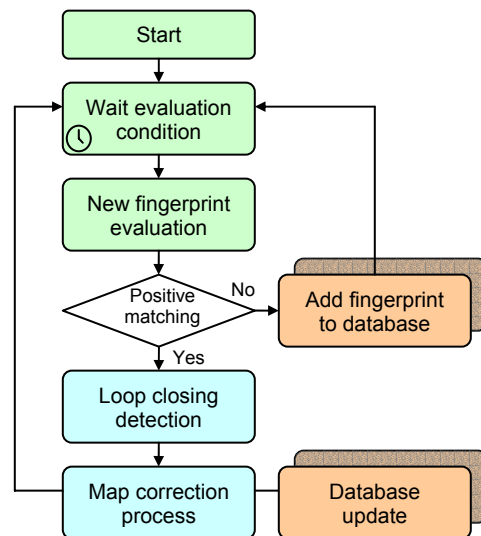 Start
Wait evaluation
condition
New fingerprint
evaluation
Positive
matching
No
Add fingerprint
to database
Yes
Loop closing
detection
Map correction
process
Database
update